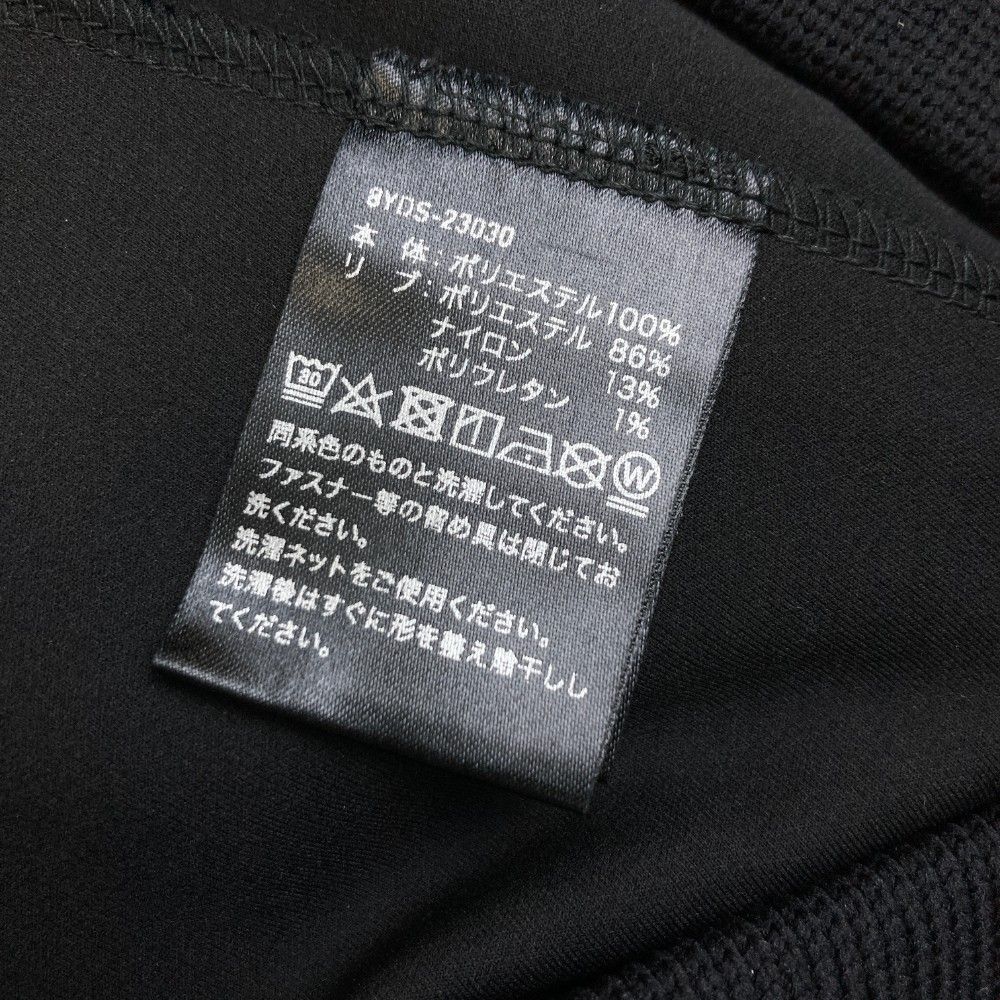 8YDS-23030
本 体：ポリエステル100%
リ ブ：ポリエステル 86%
ナイロン 13%
ポリウレタン 1%
30 W
同系色のものと洗濯してください。
ファスナー等の留め具は閉じてお
洗ください。
洗濯ネットをご使用ください。
洗濯後はすぐに形を整え陰干しし
てください。